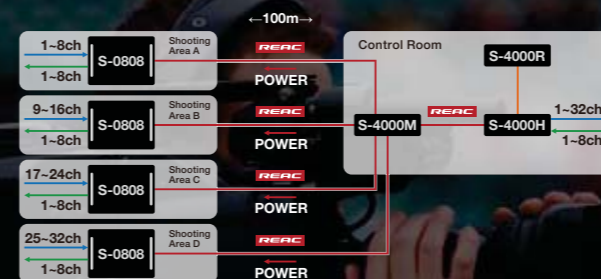 ←100m→
1~8ch
S-0808
Shooting
Area A
1~8ch
REAC
POWER
9~16ch
S-0808
Shooting
Area B
1~8ch
REAC
POWER
17~24ch
S-0808
Shooting
Area C
1~8ch
REAC
POWER
25~32ch
S-0808
Shooting
Area D
1~8ch
REAC
POWER
Control Room
S-4000R
S-4000M
REAC
S-4000H
1~32ch
1~8ch